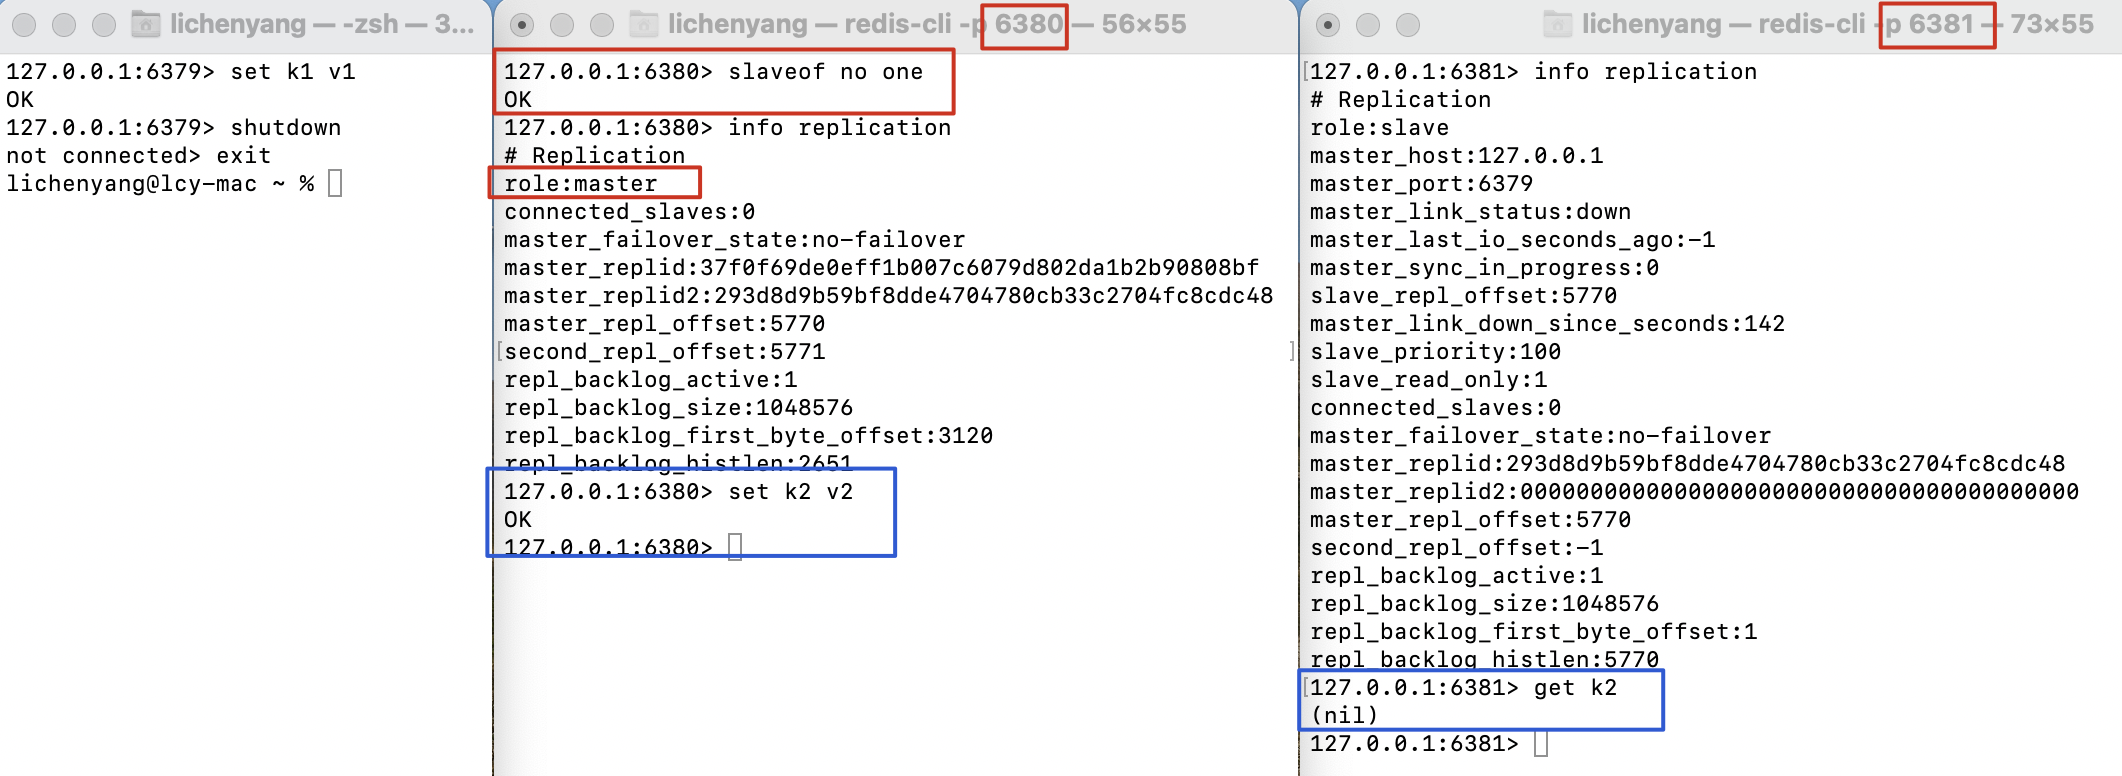 lichenyang — -zsh — 3...
127.0.0.1:6379> set k1 v1
OK
127.0.0.1:6379> shutdown
not connected> exit
lichenyang@lcy-mac ~ %
lichenyang — redis-cli -p 6380 — 56×55
127.0.0.1:6380> slaveof no one
OK
127.0.0.1:6380> info replication
# Replication
role:master
connected_slaves:0
master_failover_state:no-failover
master_replid:37f0f69de0eff1b007c6079d802da1b2b90808bf
master_replid2:293d8d9b59bf8dde4704780cb33c2704fc8cdc48
master_repl_offset:5770
[second_repl_offset:5771 ]
repl_backlog_active:1
repl_backlog_size:1048576
repl_backlog_first_byte_offset:3120
repl_backlog_histlen:2651
127.0.0.1:6380> set k2 v2
OK
127.0.0.1:6380>
lichenyang — redis-cli -p 6381 — 73×55
[127.0.0.1:6381> info replication
# Replication
role:slave
master_host:127.0.0.1
master_port:6379
master_link_status:down
master_last_io_seconds_ago:-1
master_sync_in_progress:0
slave_repl_offset:5770
master_link_down_since_seconds:142
slave_priority:100
slave_read_only:1
connected_slaves:0
master_failover_state:no-failover
master_replid:293d8d9b59bf8dde4704780cb33c2704fc8cdc48
master_replid2:0000000000000000000000000000000000000000
master_repl_offset:5770
second_repl_offset:-1
repl_backlog_active:1
repl_backlog_size:1048576
repl_backlog_first_byte_offset:1
repl_backlog_histlen:5770
[127.0.0.1:6381> get k2
(nil)
127.0.0.1:6381>